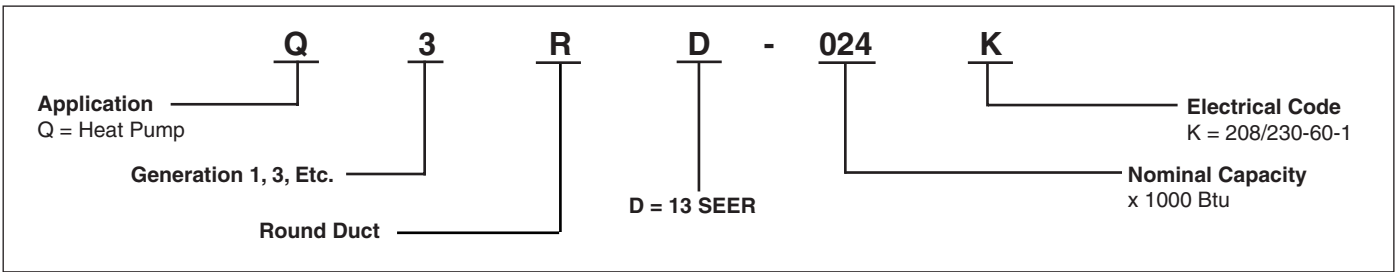 Q 3 R D - 024 K
Application
Q = Heat Pump
Generation 1, 3, Etc.
Round Duct
D = 13 SEER
Electrical Code
K = 208/230-60-1
Nominal Capacity
x 1000 Btu